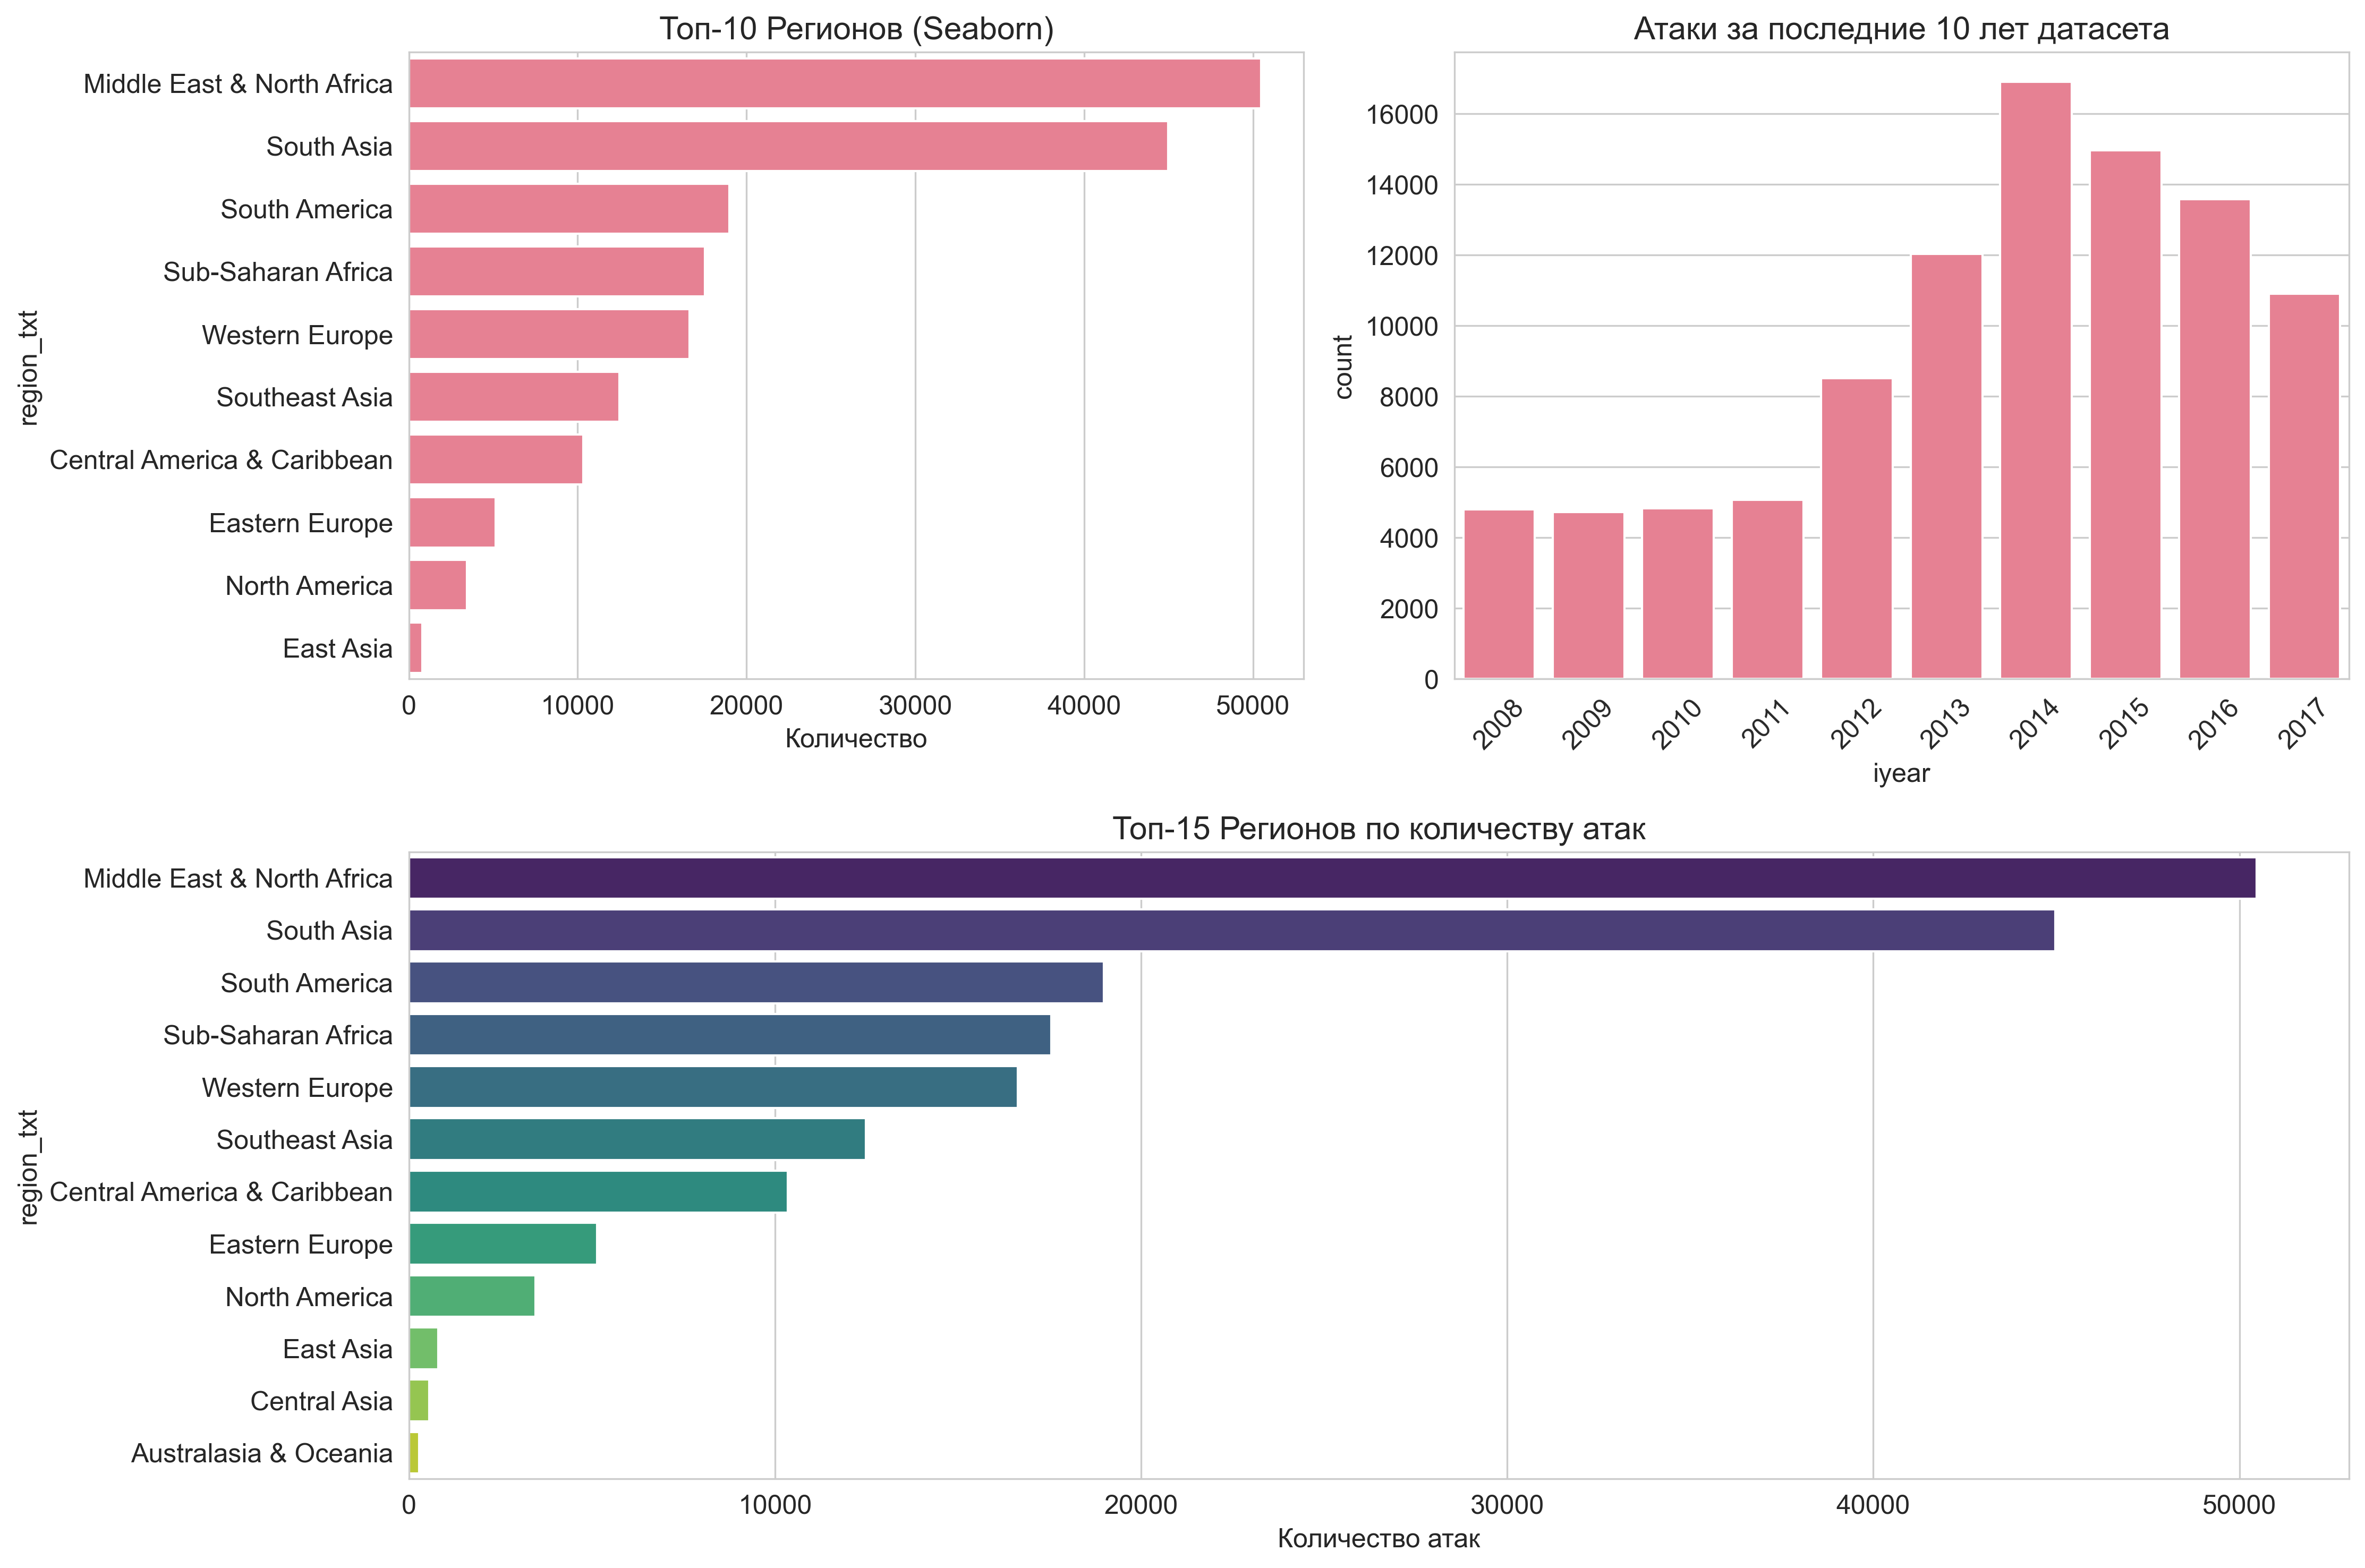 Топ-10 Регионов (Seaborn)
region_txt
Middle East & North Africa
South Asia
South America
Sub-Saharan Africa
Western Europe
Southeast Asia
Central America & Caribbean
Eastern Europe
North America
East Asia
0 10000 20000 30000 40000 50000
Количество
Атаки за последние 10 лет датасета
count
16000
14000
12000
10000
8000
6000
4000
2000
0
2008 2009 2010 2011 2012 2013 2014 2015 2016 2017
iyear
Топ-15 Регионов по количеству атак
region_txt
Middle East & North Africa
South Asia
South America
Sub-Saharan Africa
Western Europe
Southeast Asia
Central America & Caribbean
Eastern Europe
North America
East Asia
Central Asia
Australasia & Oceania
0 10000 20000 30000 40000 50000
Количество атак